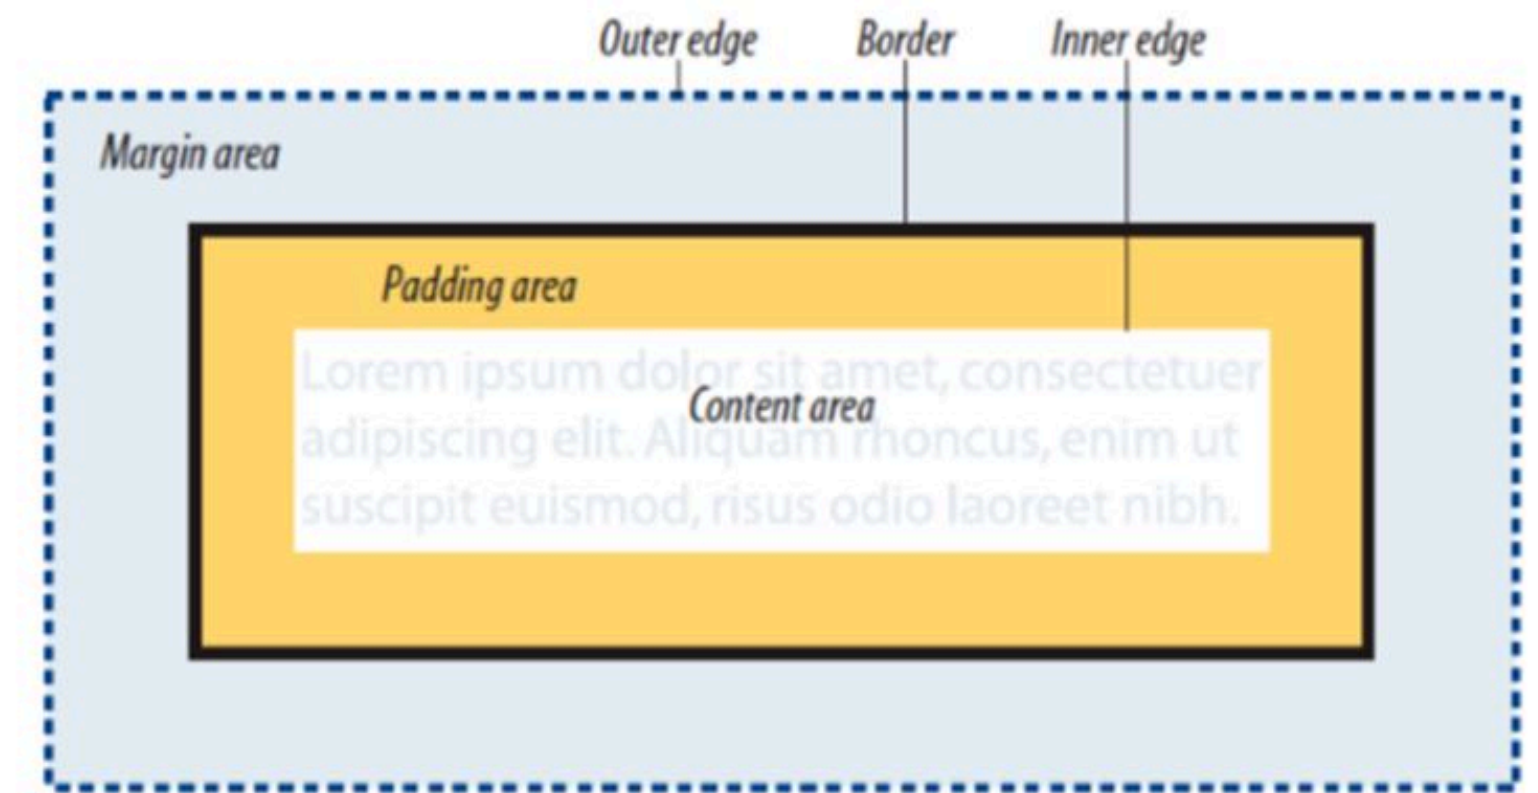 Outer edge Border Inner edge
Margin area
Padding area
Lorem ipsum dolor sit amet, consectetuer
Content area
adipiscing elit. Aliquam rhoncus, enim ut
suscipit euismod, risus odio laoreet nibh.